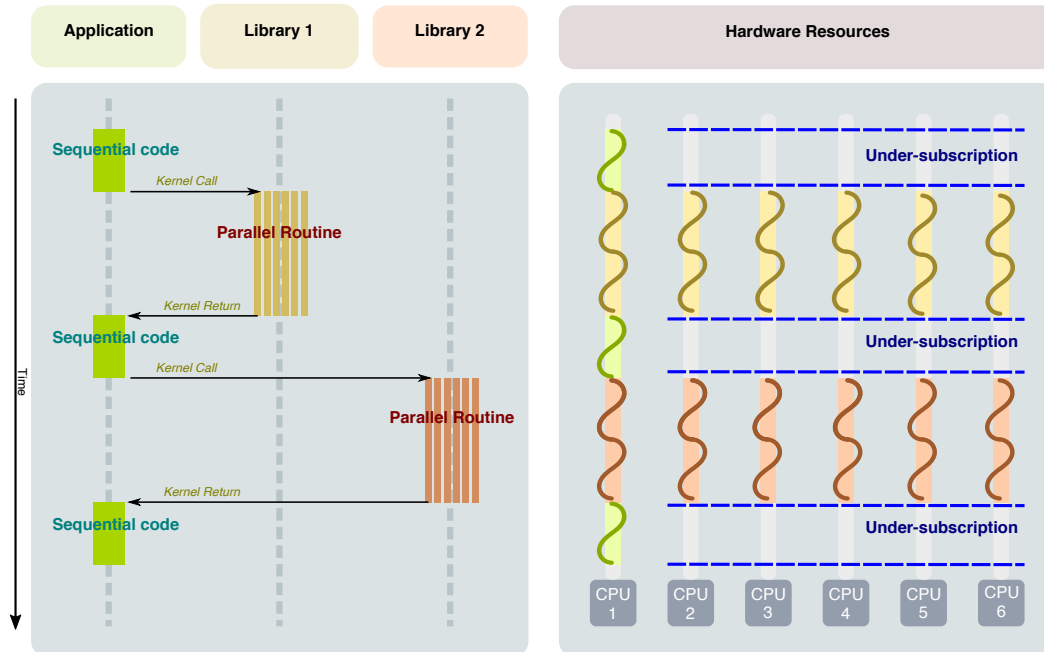 Application
Library 1
Library 2
Hardware Resources
Time
Sequential code
Kernel Call
Parallel Routine
Kernel Return
Sequential code
Kernel Call
Parallel Routine
Kernel Return
Sequential code
Under-subscription
Under-subscription
Under-subscription
CPU
1
CPU
2
CPU
3
CPU
4
CPU
5
CPU
6